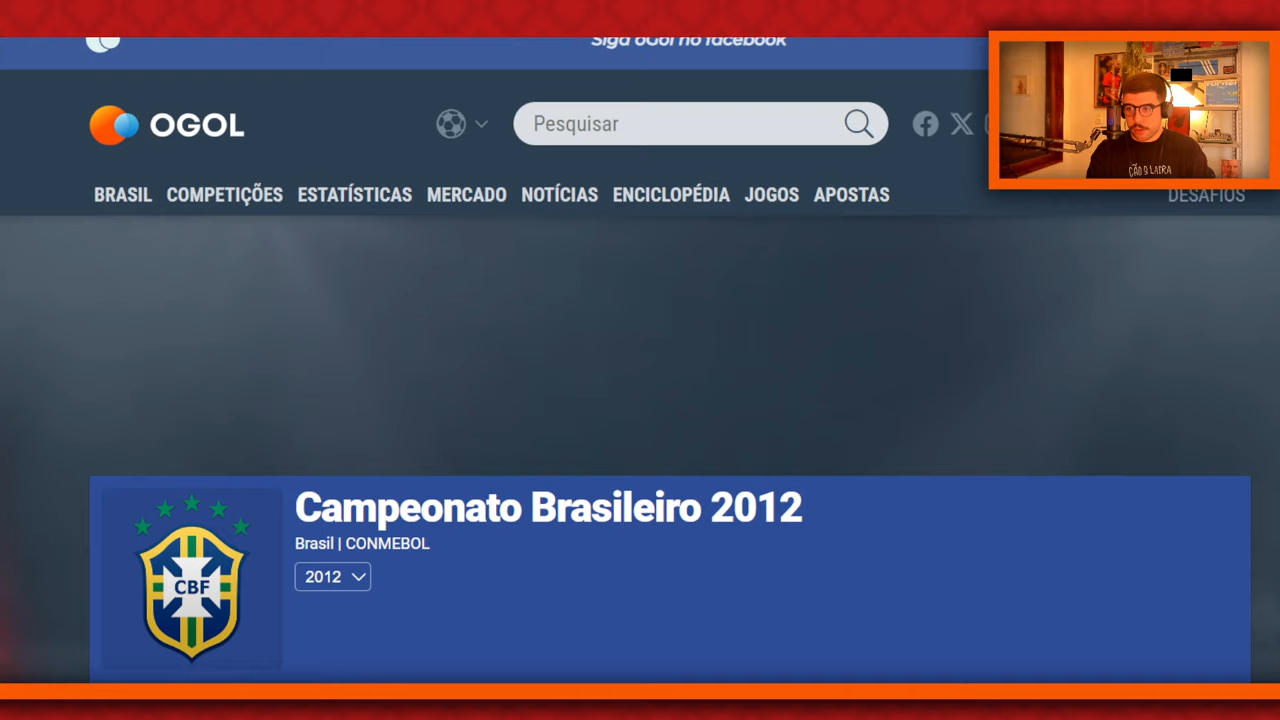 Siga oGol no facebook
OGOL
Pesquisar
BRASIL COMPETIÇÕES ESTATÍSTICAS MERCADO NOTÍCIAS ENCICLOPÉDIA JOGOS APOSTAS DESAFIOS
Campeonato Brasileiro 2012
Brasil | CONMEBOL
2012
CBF